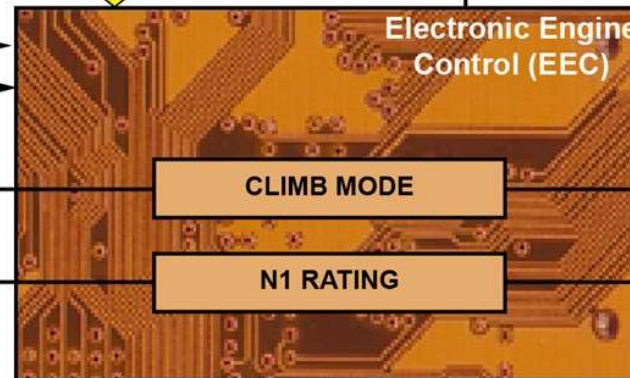 Electronic Engine
Control (EEC)
CLIMB MODE
N1 RATING